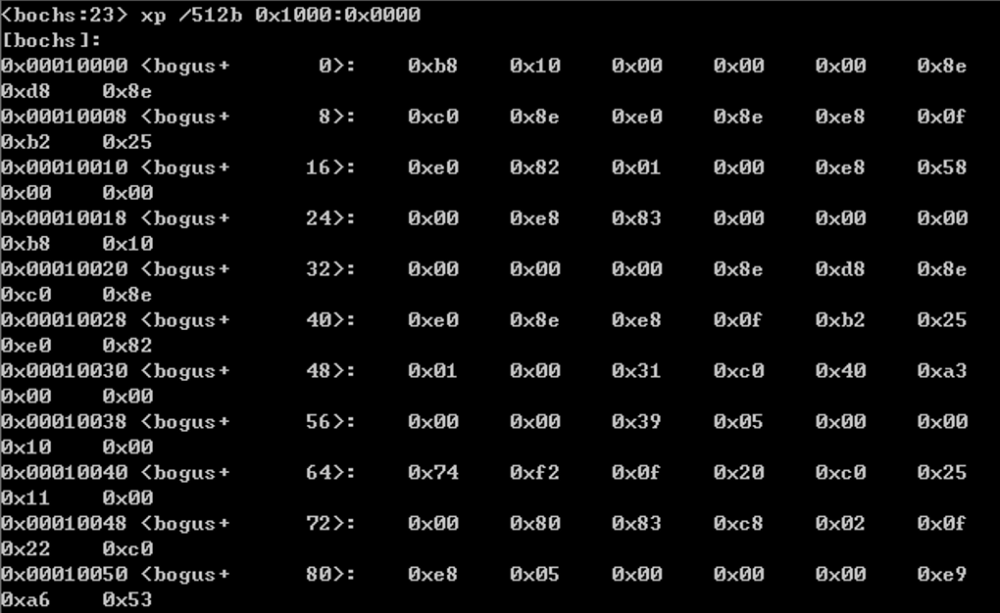 <bochs:23> xp /512b 0x1000:0x0000
[bochs]:
0x00010000 <bogus+       0>:    0xb8    0x10    0x00    0x00    0x00    0x8e
0xd8    0x8e
0x00010008 <bogus+       8>:    0xc0    0x8e    0xe0    0x8e    0xe8    0x0f
0xb2    0x25
0x00010010 <bogus+      16>:    0xe0    0x82    0x01    0x00    0xe8    0x58
0x00    0x00
0x00010018 <bogus+      24>:    0x00    0xe8    0x83    0x00    0x00    0x00
0xb8    0x10
0x00010020 <bogus+      32>:    0x00    0x00    0x00    0x8e    0xd8    0x8e
0xc0    0x8e
0x00010028 <bogus+      40>:    0xe0    0x8e    0xe8    0x0f    0xb2    0x25
0xe0    0x82
0x00010030 <bogus+      48>:    0x01    0x00    0x31    0xc0    0x40    0xa3
0x00    0x00
0x00010038 <bogus+      56>:    0x00    0x00    0x39    0x05    0x00    0x00
0x10    0x00
0x00010040 <bogus+      64>:    0x74    0xf2    0x0f    0x20    0xc0    0x25
0x11    0x00
0x00010048 <bogus+      72>:    0x00    0x80    0x83    0xc8    0x02    0x0f
0x22    0xc0
0x00010050 <bogus+      80>:    0xe8    0x05    0x00    0x00    0x00    0xe9
0xa6    0x53